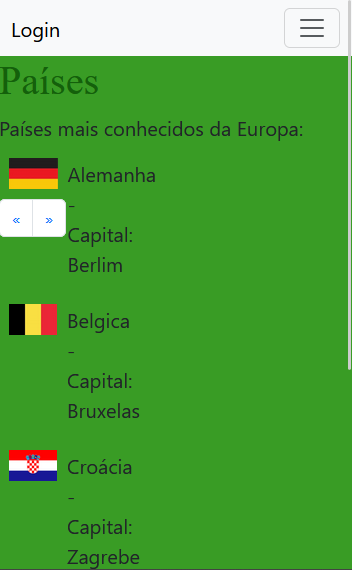 Login
Países
Países mais conhecidos da Europa:
Alemanha
-
Capital:
Berlim
« »
Belgica
-
Capital:
Bruxelas
Croácia
-
Capital:
Zagrebe